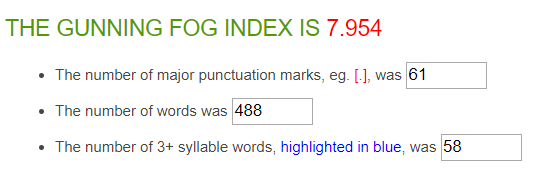 THE GUNNING FOG INDEX IS 7.954
• The number of major punctuation marks, eg. [.], was 61
• The number of words was 488
• The number of 3+ syllable words, highlighted in blue, was 58